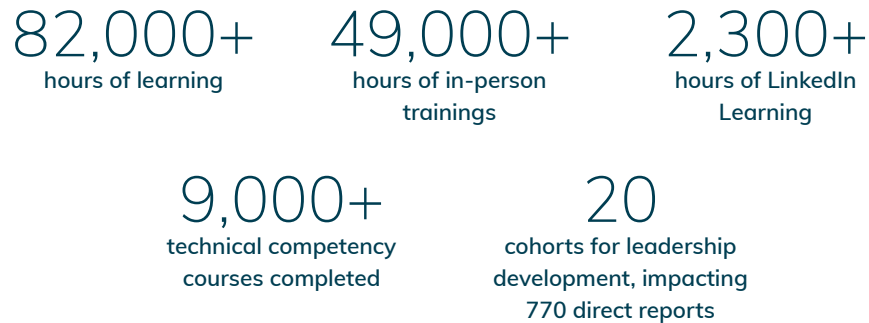 82,000+
hours of learning
49,000+
hours of in-person
trainings
2,300+
hours of LinkedIn
Learning
9,000+
technical competency
courses completed
20
cohorts for leadership
development, impacting
770 direct reports